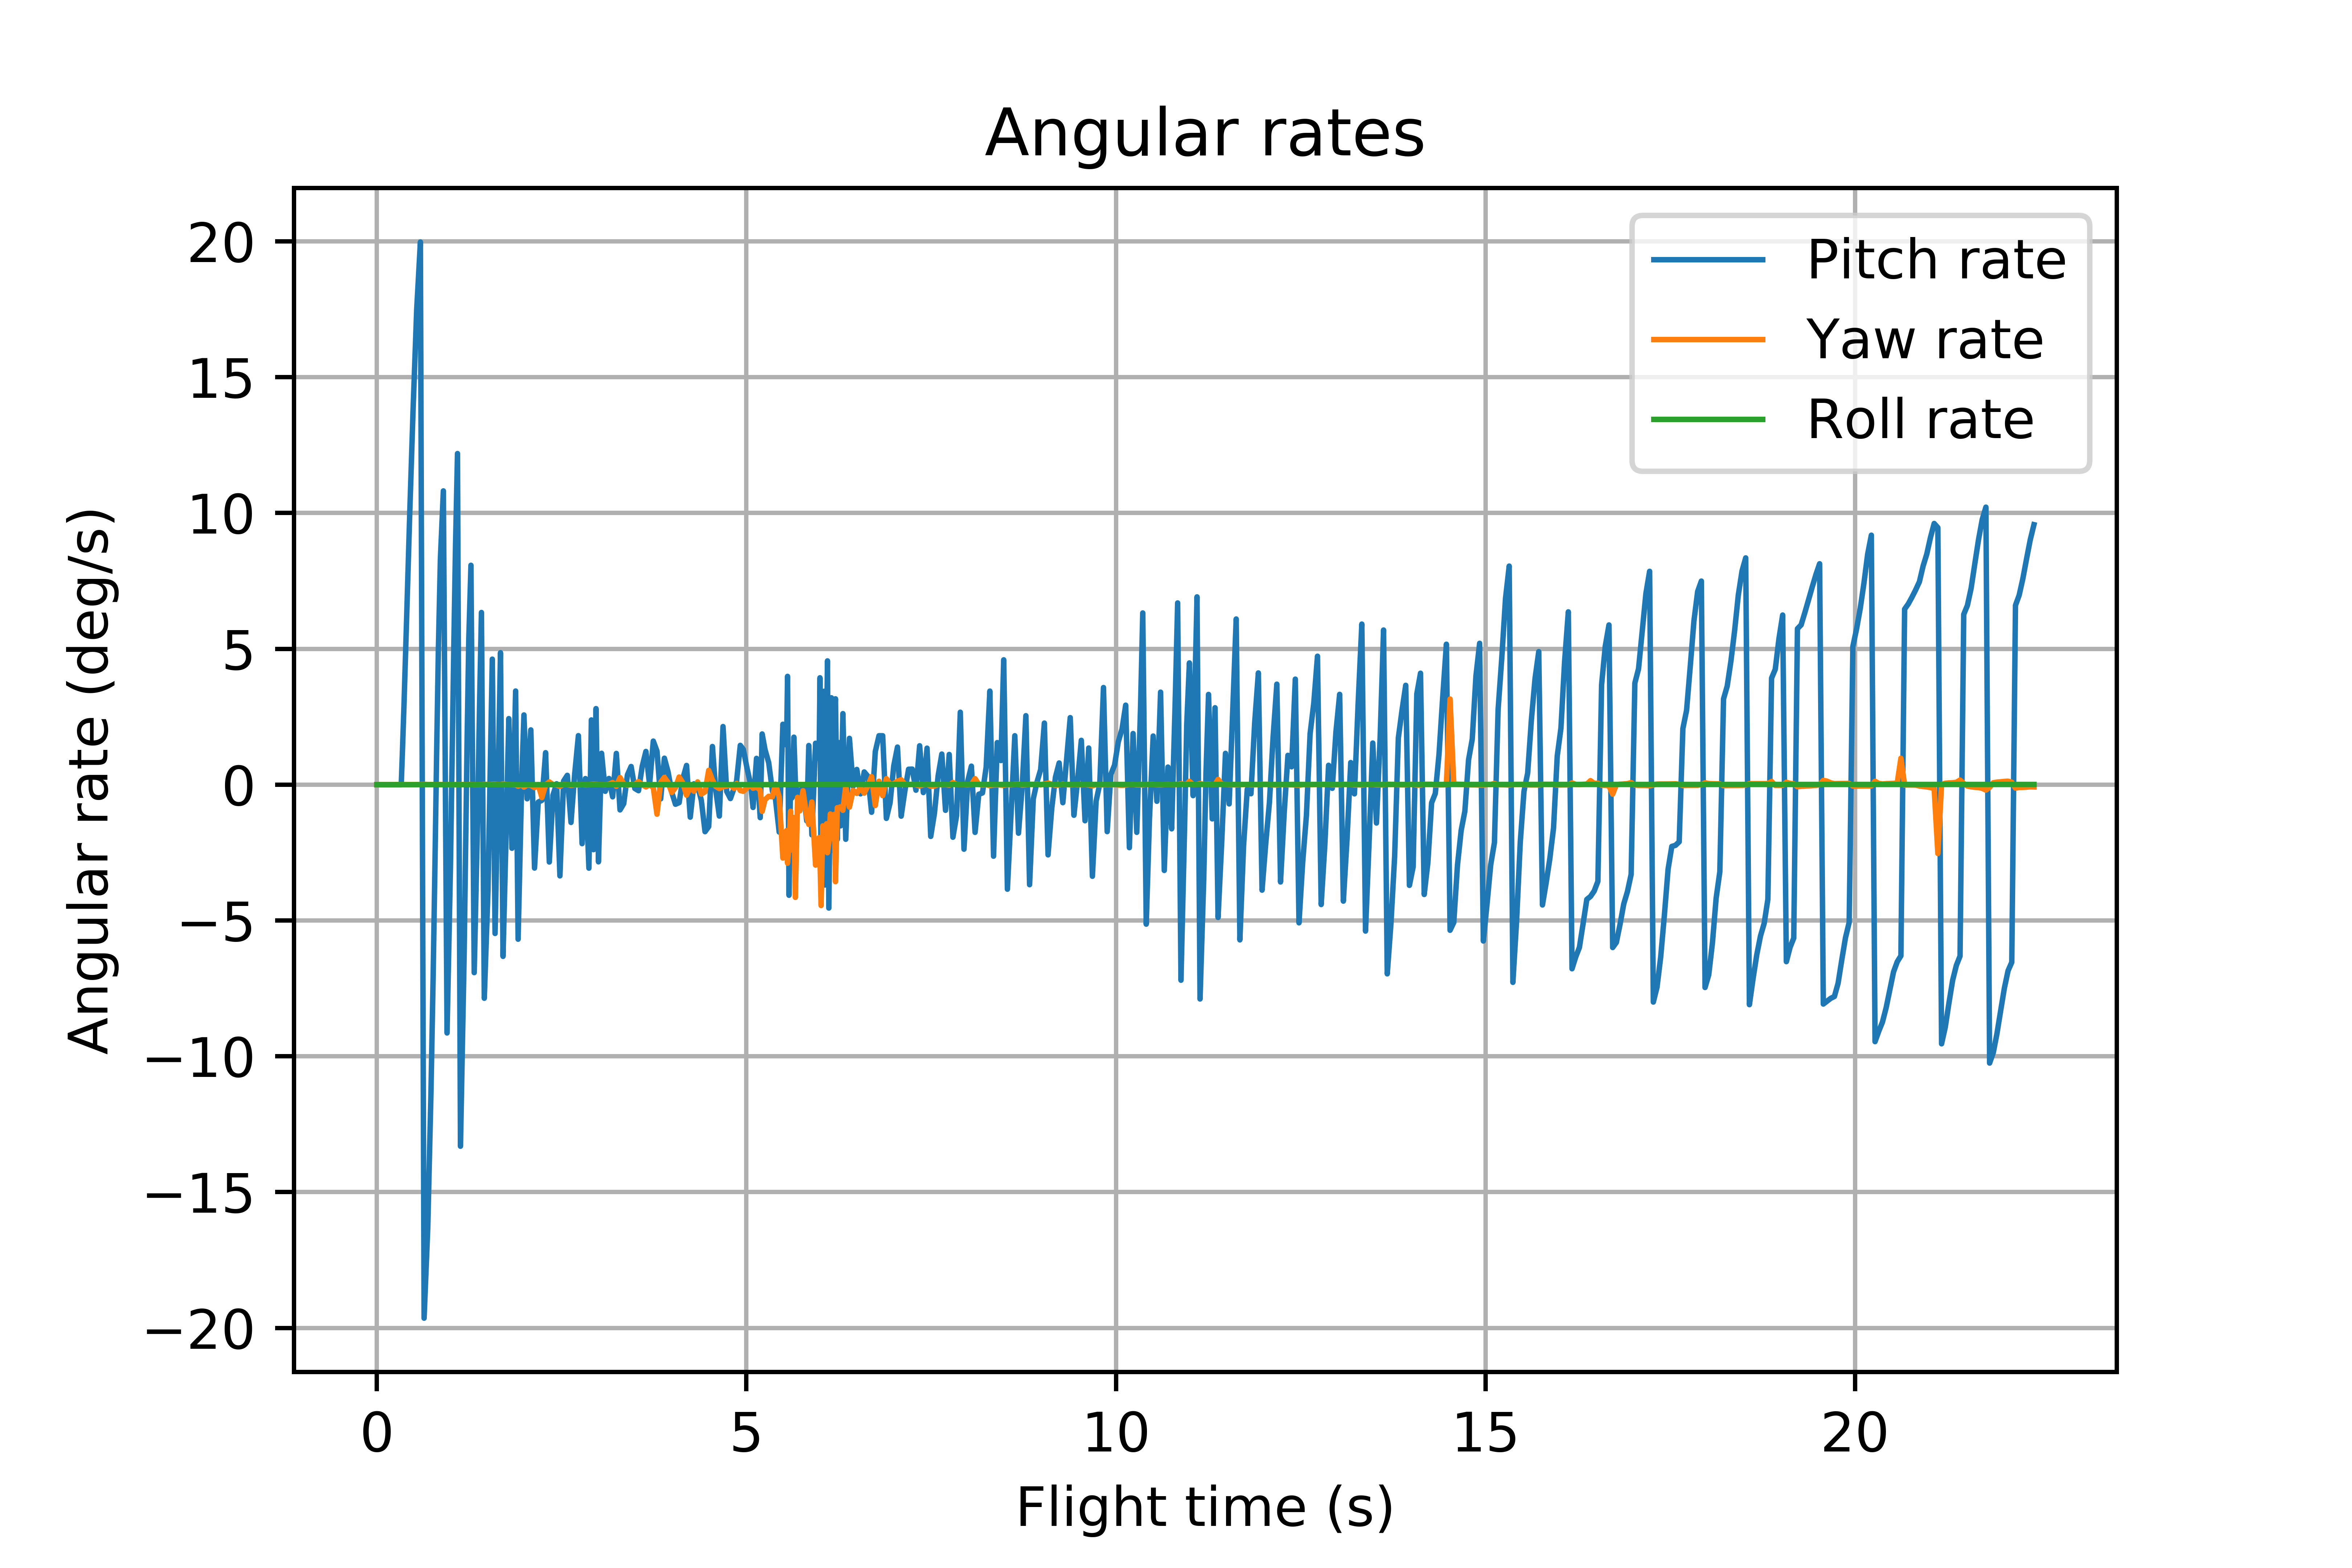 Angular rates
Pitch rate
Yaw rate
Roll rate
Angular rate (deg/s)
20
15
10
5
0
−5
−10
−15
−20
0 5 10 15 20
Flight time (s)